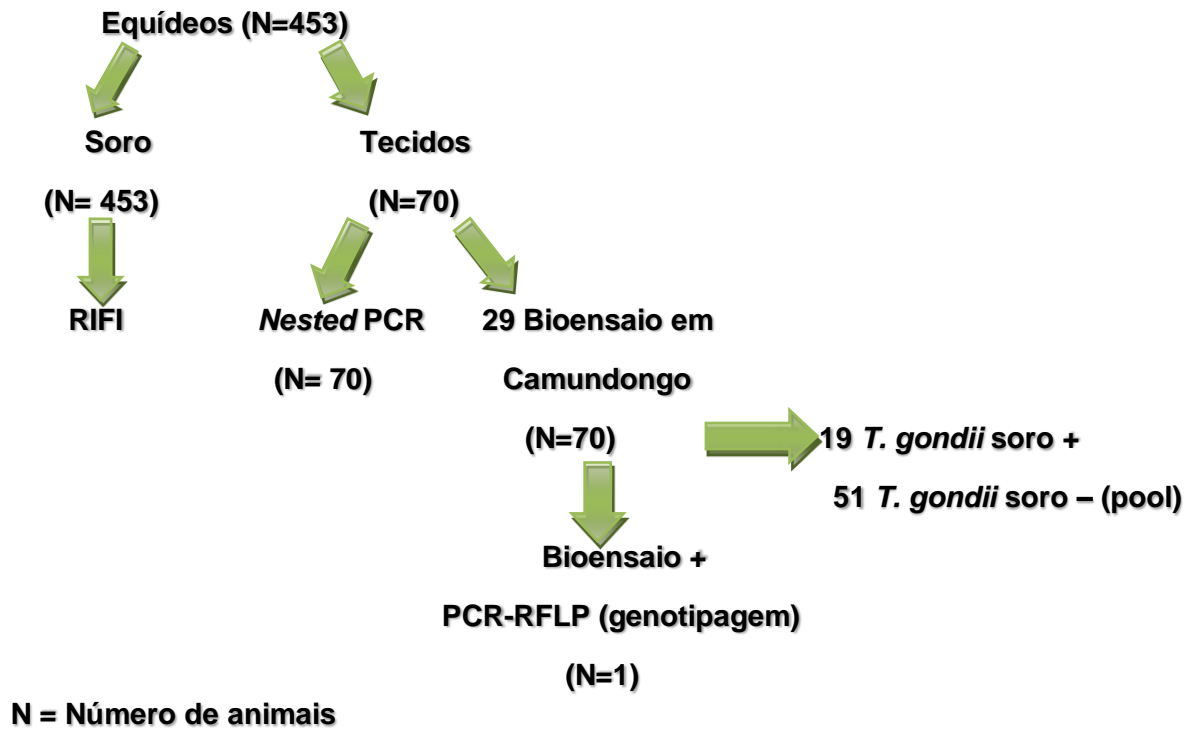 Equídeos (N=453)
Soro
Tecidos
(N= 453)
(N=70)
RIFI
Nested PCR
29 Bioensaio em
(N= 70)
Camundongo
(N=70)
19 T. gondii soro +
51 T. gondii soro – (pool)
Bioensaio +
PCR-RFLP (genotipagem)
(N=1)
N = Número de animais